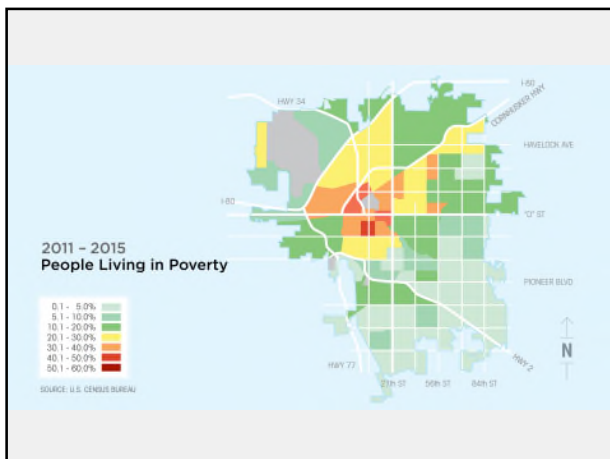 I-80
HWY 34
CORNHUSKER HWY
HAVELOCK AVE
I-80
"O" ST
2011 – 2015
People Living in Poverty
PIONEER BLVD
0.1 - 5.0%
5.1 - 10.0%
10.1 - 20.0%
20.1 - 30.0%
30.1 - 40.0%
40.1 - 50.0%
50.1 - 60.0%
N
HWY 77
HWY 2
SOURCE: U.S. CENSUS BUREAU
27th ST
56th ST
84th ST